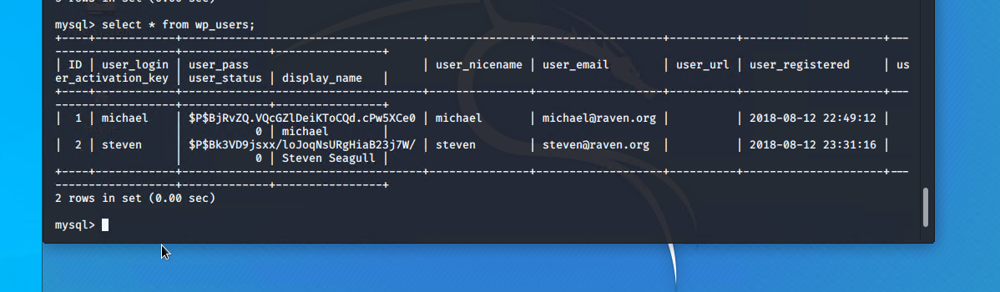 mysql> select * from wp_users;
+----+------------+------------------------------------+---------------+-------------------+----------+---------------------+---
------------------+-------------+----------------+
| ID | user_login | user_pass                          | user_nicename | user_email        | user_url | user_registered     | us
er_activation_key | user_status | display_name   |
+----+------------+------------------------------------+---------------+-------------------+----------+---------------------+---
------------------+-------------+----------------+
|  1 | michael    | $P$BjRvZQ.VQcGZlDeiKToCQd.cPw5XCe0 | michael       | michael@raven.org |          | 2018-08-12 22:49:12 |
                  |           0 | michael        |
|  2 | steven     | $P$Bk3VD9jsxx/loJoqNsURgHiaB23j7W/ | steven        | steven@raven.org  |          | 2018-08-12 23:31:16 |
                  |           0 | Steven Seagull |
+----+------------+------------------------------------+---------------+-------------------+----------+---------------------+---
------------------+-------------+----------------+
2 rows in set (0.00 sec)
mysql>